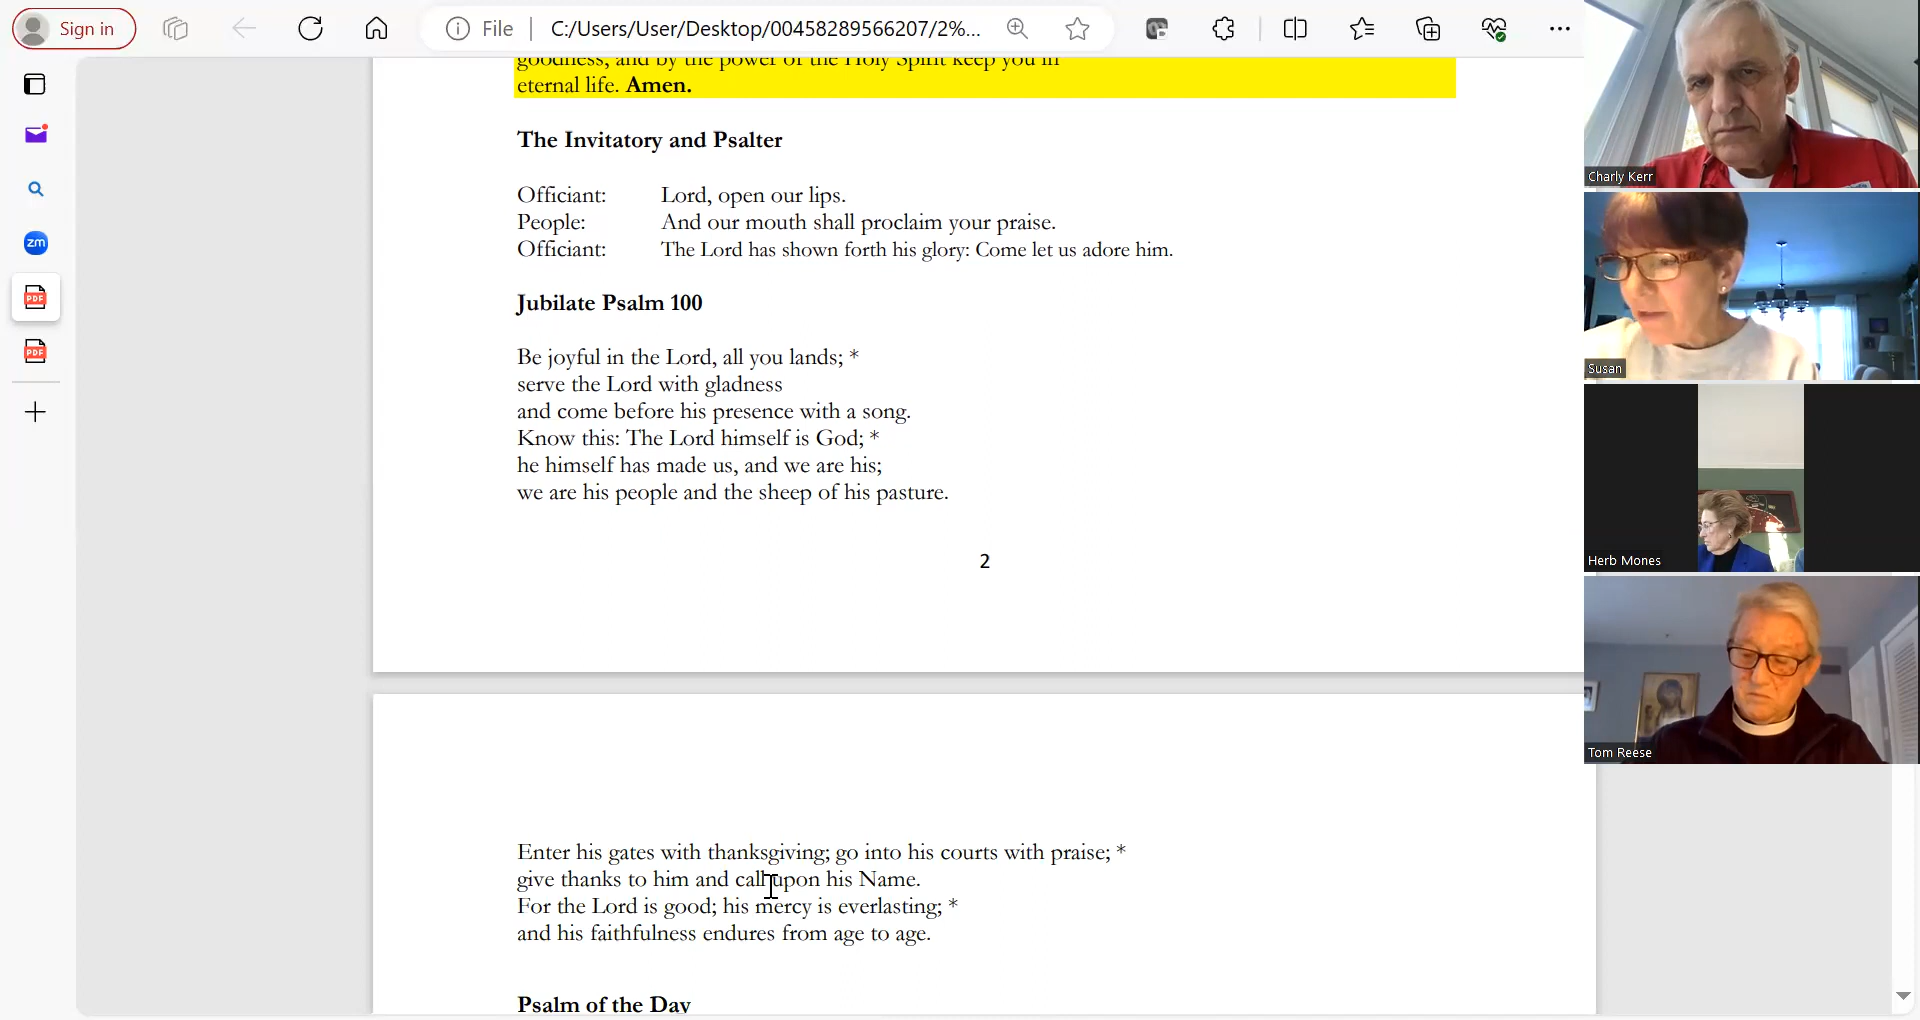 Sign in
File
C:/Users/User/Desktop/00458289566207/2%...
goodness, and by the power of the Holy Spirit keep you in
eternal life. Amen.
The Invitatory and Psalter
Officiant: Lord, open our lips.
People: And our mouth shall proclaim your praise.
Officiant: The Lord has shown forth his glory: Come let us adore him.
Jubilate Psalm 100
Be joyful in the Lord, all you lands; *
serve the Lord with gladness
and come before his presence with a song.
Know this: The Lord himself is God; *
he himself has made us, and we are his;
we are his people and the sheep of his pasture.
2
Enter his gates with thanksgiving; go into his courts with praise; *
give thanks to him and call upon his Name.
For the Lord is good; his mercy is everlasting; *
and his faithfulness endures from age to age.
Psalm of the Day
zm
PDF
PDF
Charly Kerr
Susan
Herb Mones
Tom Reese